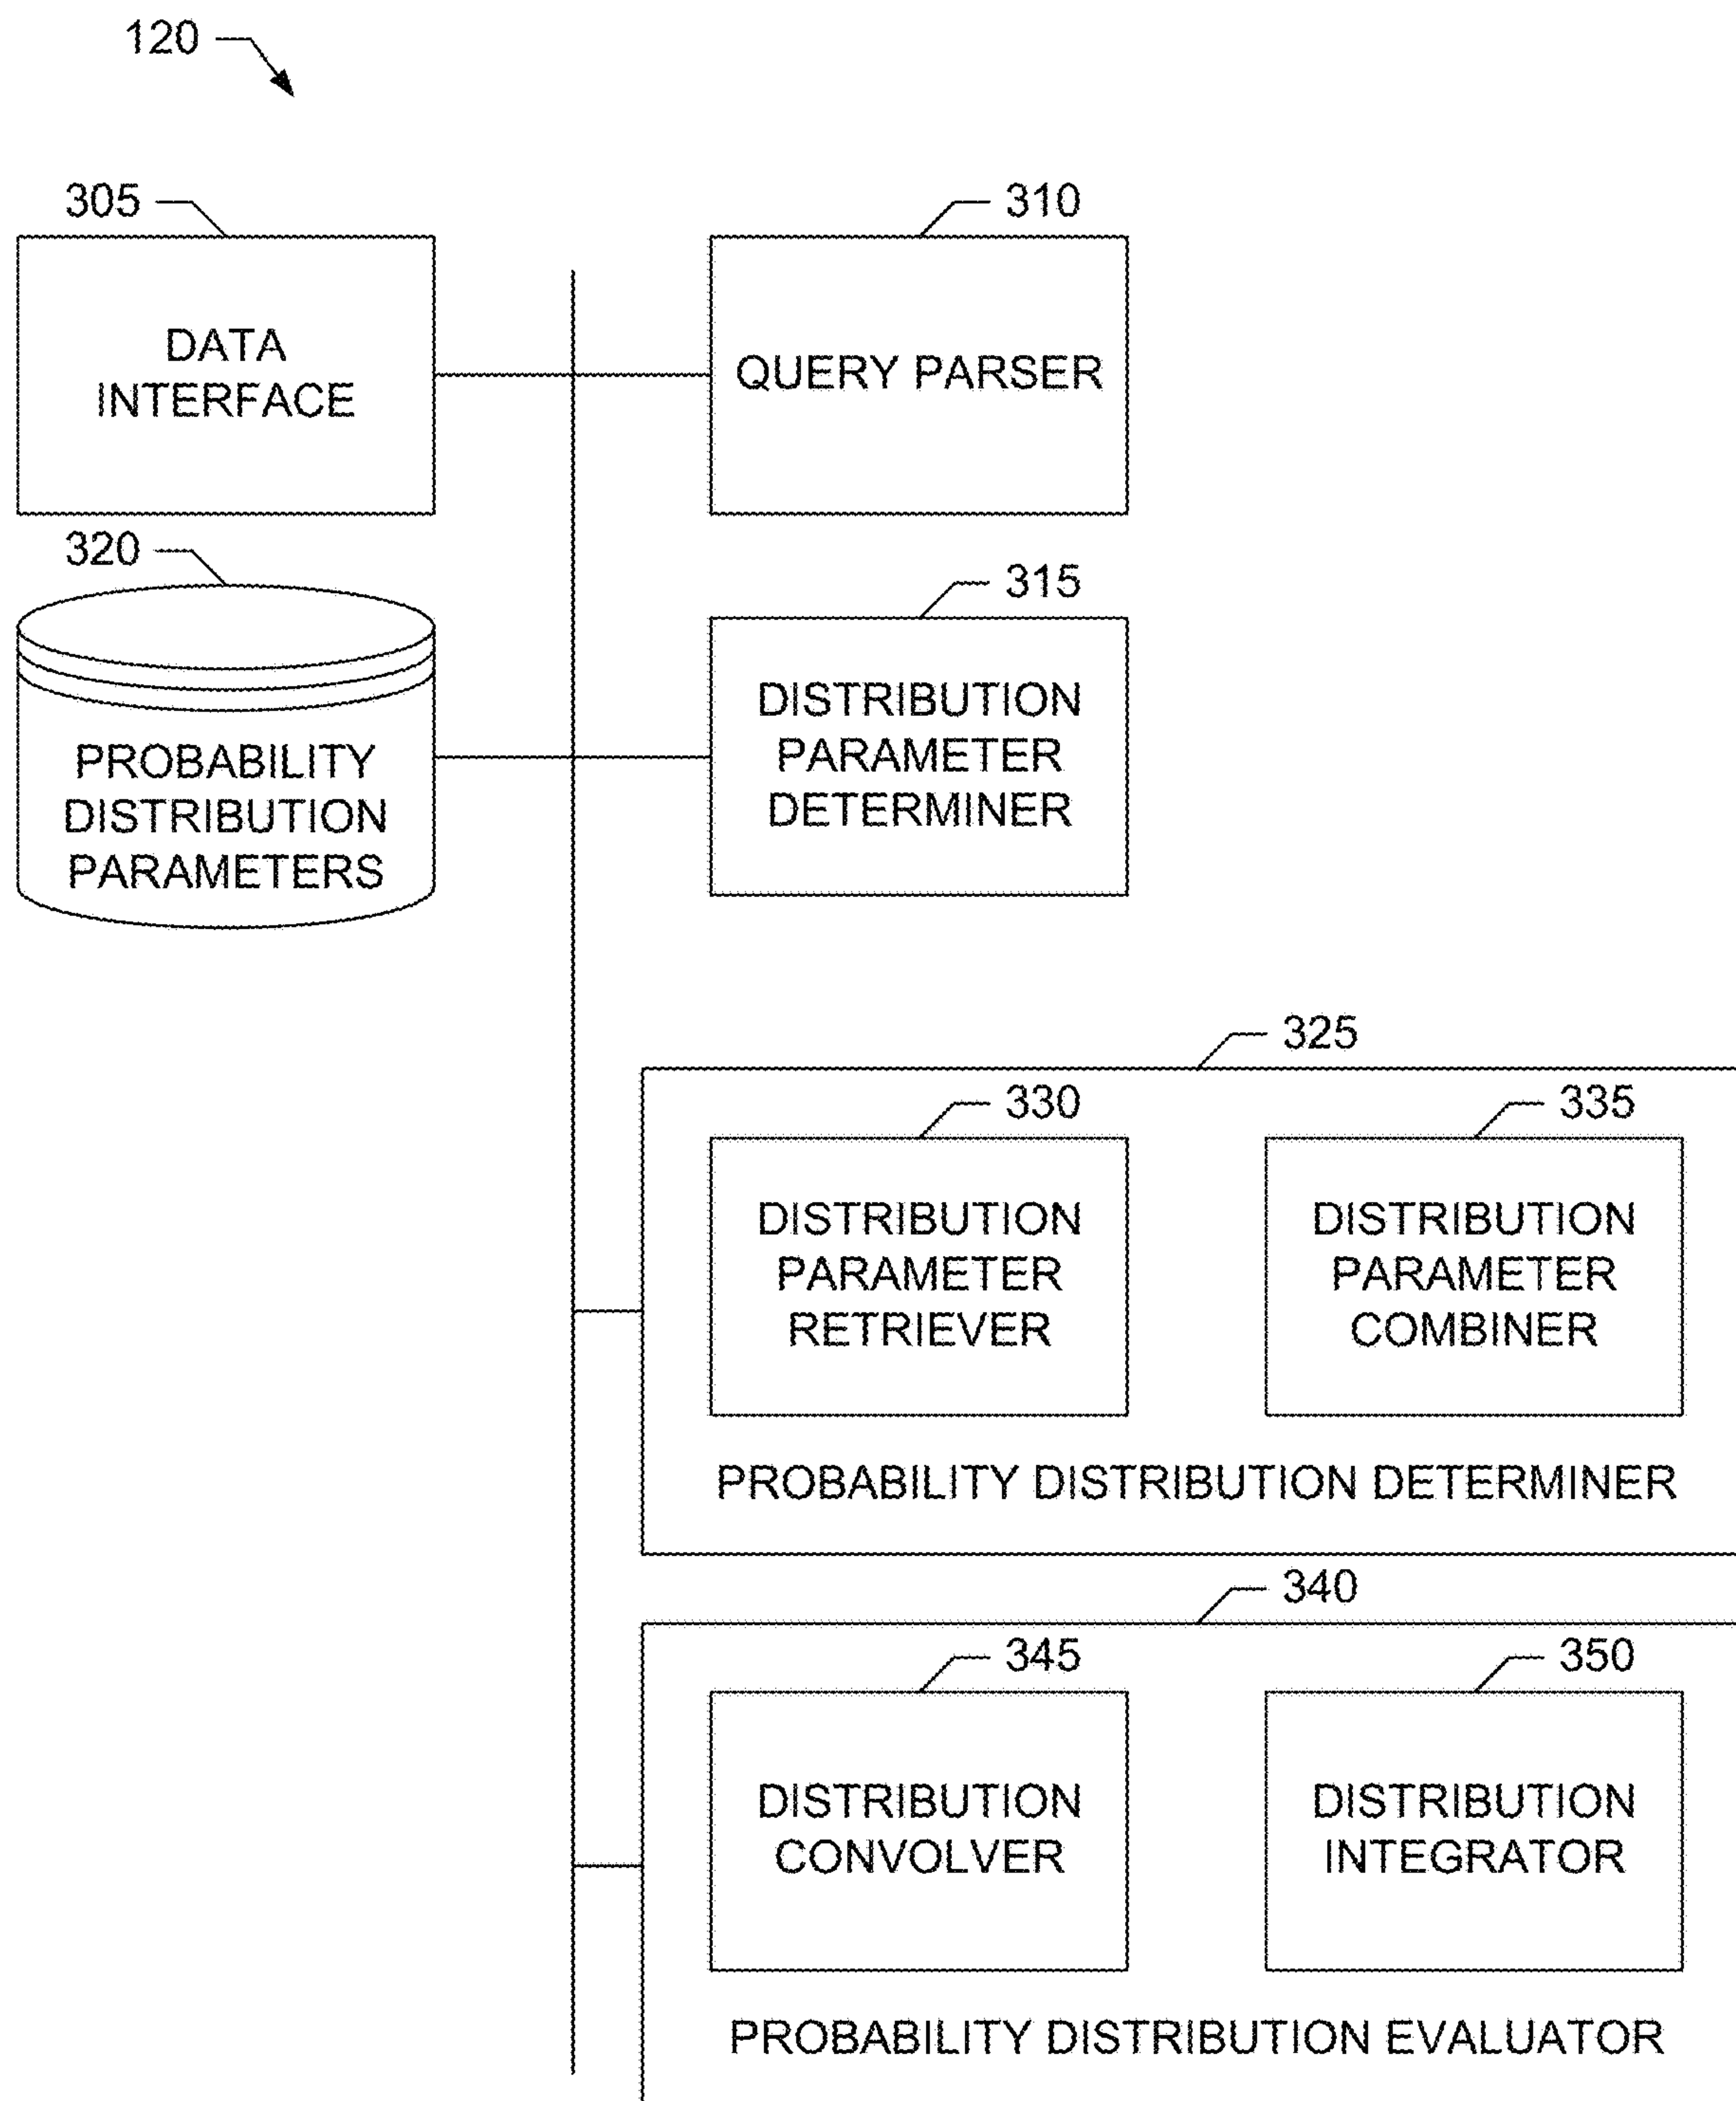 120
305
310
DATA
INTERFACE
QUERY PARSER
320
315
PROBABILITY
DISTRIBUTION
PARAMETERS
DISTRIBUTION
PARAMETER
DETERMINER
325
330
335
DISTRIBUTION
PARAMETER
RETRIEVER
DISTRIBUTION
PARAMETER
COMBINER
PROBABILITY DISTRIBUTION DETERMINER
340
345
350
DISTRIBUTION
CONVOLVER
DISTRIBUTION
INTEGRATOR
PROBABILITY DISTRIBUTION EVALUATOR